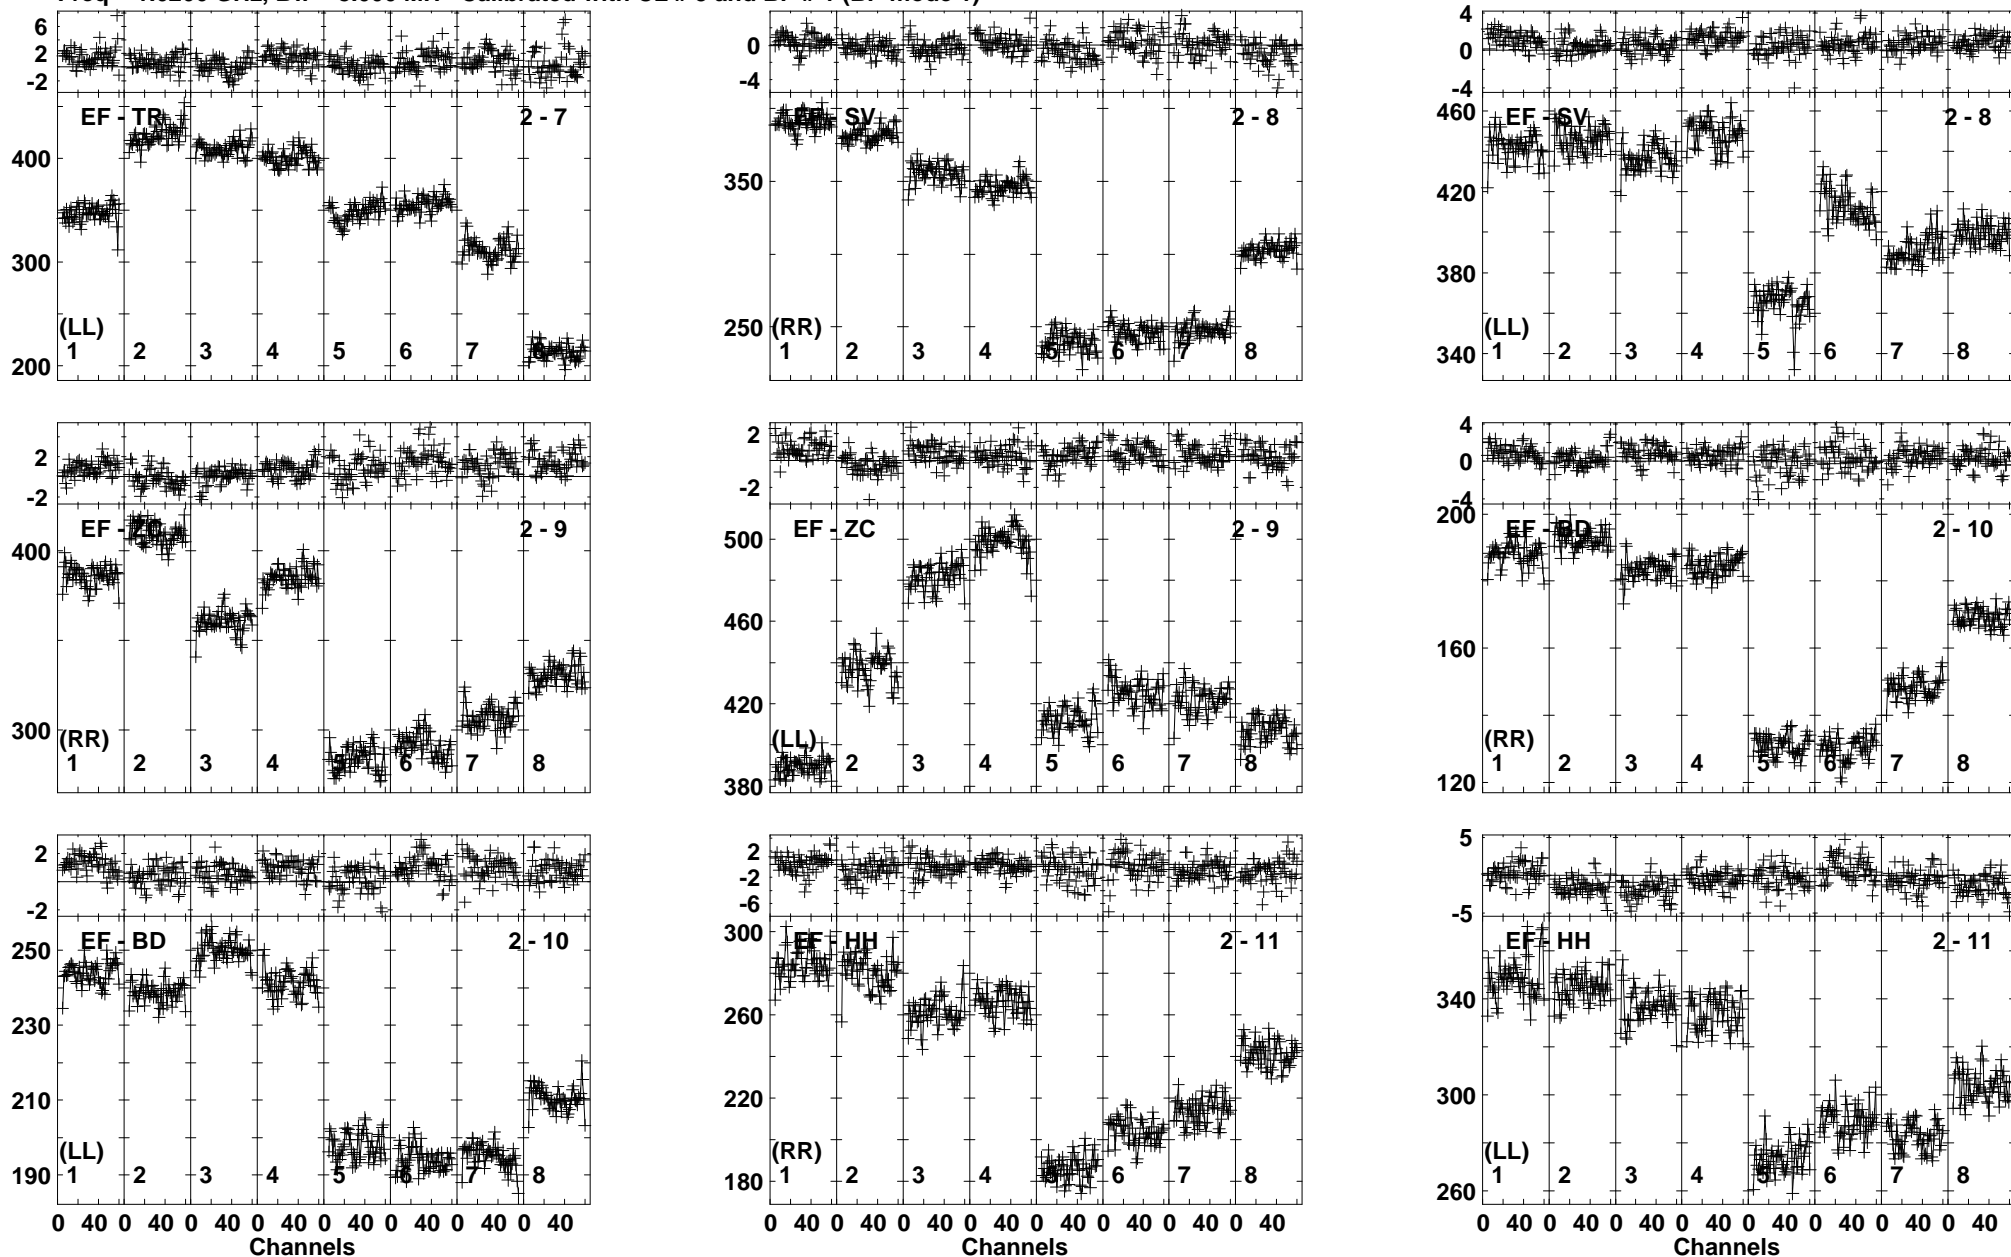 6 2 -2
EF - TR 2 - 7
400 300 200
(LL)
1 2 3 4 5 6 7 8
0 -4
EF - SV 2 - 8
350 250
(RR)
1 2 3 4 5 6 7 8
4 0 -4
EF - SV 2 - 8
460 420 380 340
(LL)
1 2 3 4 5 6 7 8
2 -2
EF - ZC 2 - 9
400 300
(RR)
1 2 3 4 5 6 7 8
2 -2
EF - ZC 2 - 9
500 460 420 380
(LL)
2 3 4 5 6 7 8
4 0 -4
EF - BD 2 - 10
200 160 120
(RR)
1 2 3 4 5 6 7 8
2 -2
EF - BD 2 - 10
250 230 210 190
(LL)
1 2 3 4 5 6 7 8
0 40 0 40 0 40 0 40 0 40 0 40 0 40 0 40
Channels
2 -2 -6
EF - HH 2 - 11
300 260 220 180
(RR)
1 2 3 4 5 6 7 8
0 40 0 40 0 40 0 40 0 40 0 40 0 40 0 40
Channels
5 -5
EF - HH 2 - 11
340 300 260
(LL)
1 2 3 4 5 6 7 8
0 40 0 40 0 40 0 40 0 40 0 40 0 40 0 40
Channels